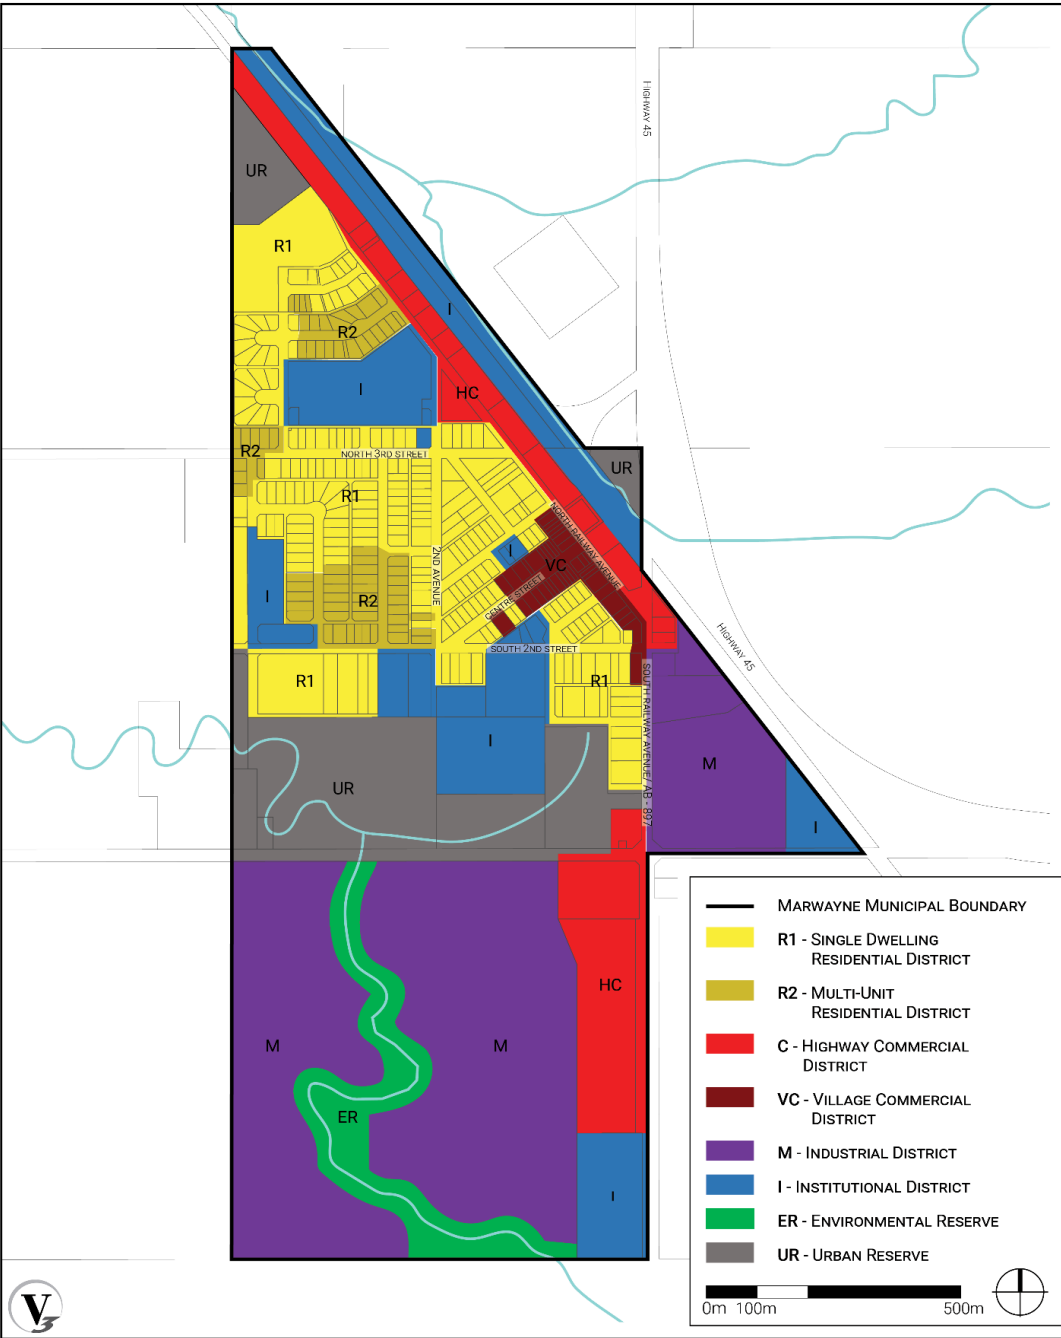 HIGHWAY 45
UR
R1
I
R2
I
HC
R2
NORTH 3RD STREET
UR
R1
NORTH RAILWAY AVENUE
2ND AVENUE
I
VC
CENTRE STREET
I
R2
HIGHWAY 45
SOUTH 2ND STREET
R1
R1
SOUTH RAILWAY AVENUE/ AB - 897
I
M
UR
I
HC
M
M
ER
I
MARWAYNE MUNICIPAL BOUNDARY
R1 - SINGLE DWELLING
RESIDENTIAL DISTRICT
R2 - MULTI-UNIT
RESIDENTIAL DISTRICT
C - HIGHWAY COMMERCIAL
DISTRICT
VC - VILLAGE COMMERCIAL
DISTRICT
M - INDUSTRIAL DISTRICT
I - INSTITUTIONAL DISTRICT
ER - ENVIRONMENTAL RESERVE
UR - URBAN RESERVE
0m 100m 500m
V3